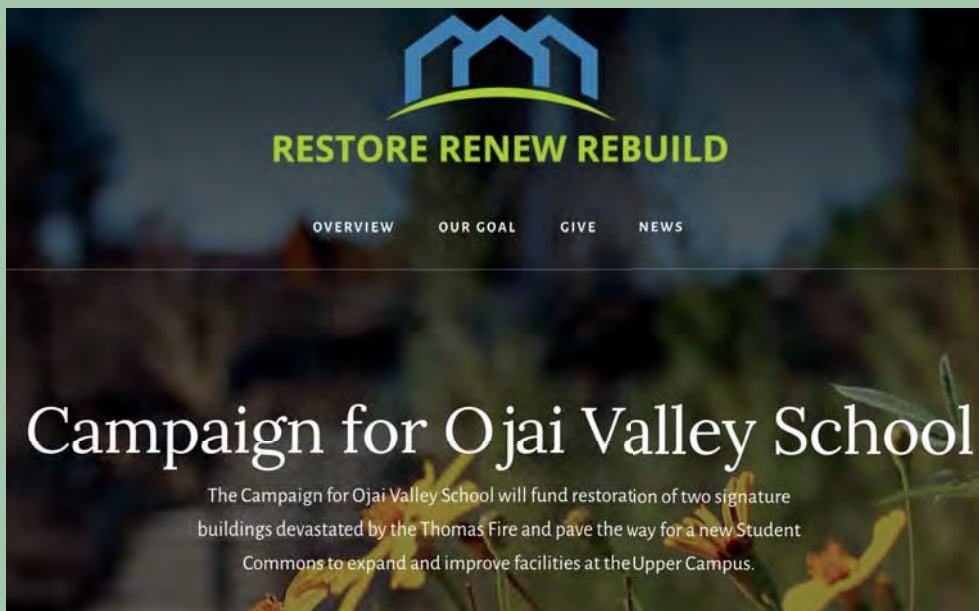 RESTORE RENEW REBUILD
OVERVIEW OUR GOAL GIVE NEWS
Campaign for Ojai Valley School
The Campaign for Ojai Valley School will fund restoration of two signature
buildings devastated by the Thomas Fire and pave the way for a new Student
Commons to expand and improve facilities at the Upper Campus.